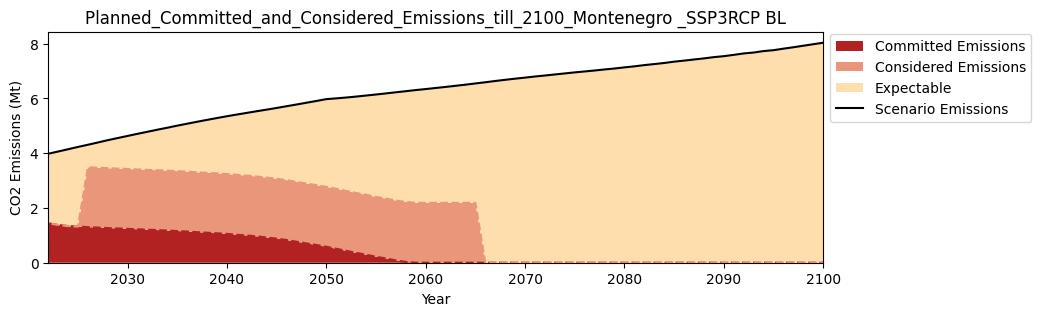 Planned_Committed_and_Considered_Emissions_till_2100_Montenegro _SSP3RCP BL
Committed Emissions
Considered Emissions
Expectable
Scenario Emissions
CO2 Emissions (Mt)
8
6
4
2
0
2030 2040 2050 2060 2070 2080 2090 2100
Year